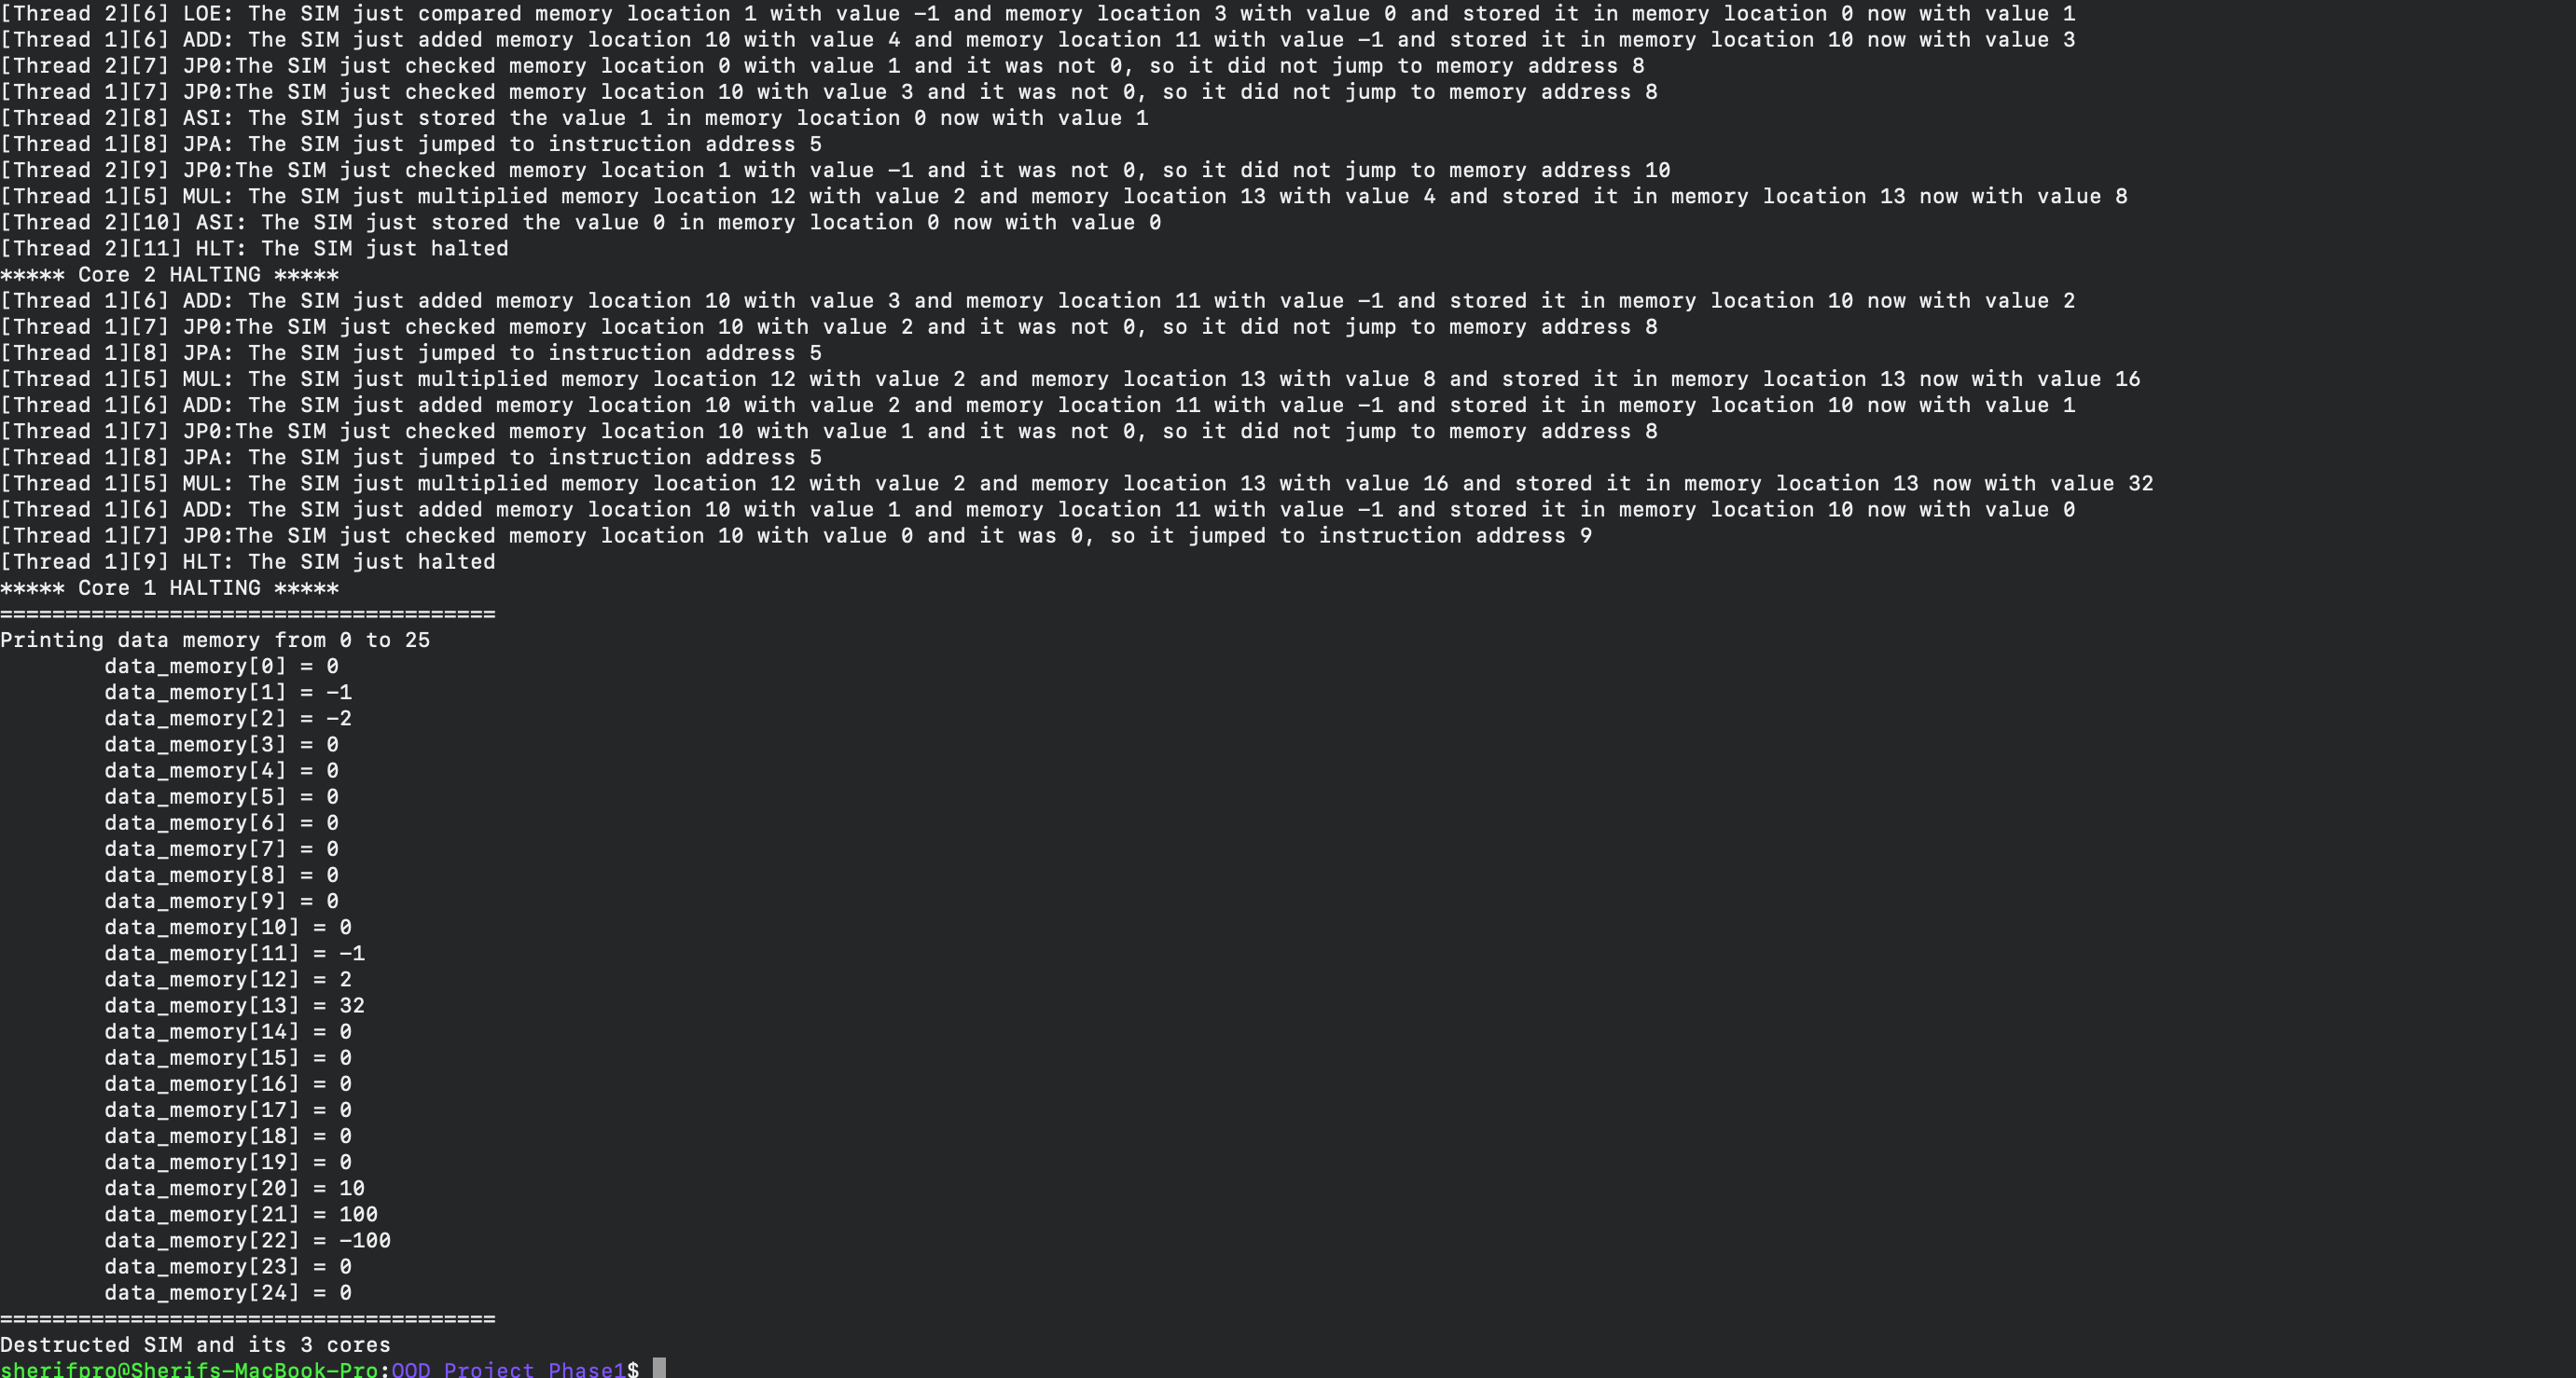 [Thread 2][6] LOE: The SIM just compared memory location 1 with value -1 and memory location 3 with value 0 and stored it in memory location 0 now with value 1
[Thread 1][6] ADD: The SIM just added memory location 10 with value 4 and memory location 11 with value -1 and stored it in memory location 10 now with value 3
[Thread 2][7] JP0:The SIM just checked memory location 0 with value 1 and it was not 0, so it did not jump to memory address 8
[Thread 1][7] JP0:The SIM just checked memory location 10 with value 3 and it was not 0, so it did not jump to memory address 8
[Thread 2][8] ASI: The SIM just stored the value 1 in memory location 0 now with value 1
[Thread 1][8] JPA: The SIM just jumped to instruction address 5
[Thread 2][9] JP0:The SIM just checked memory location 1 with value -1 and it was not 0, so it did not jump to memory address 10
[Thread 1][5] MUL: The SIM just multiplied memory location 12 with value 2 and memory location 13 with value 4 and stored it in memory location 13 now with value 8
[Thread 2][10] ASI: The SIM just stored the value 0 in memory location 0 now with value 0
[Thread 2][11] HLT: The SIM just halted
***** Core 2 HALTING *****
[Thread 1][6] ADD: The SIM just added memory location 10 with value 3 and memory location 11 with value -1 and stored it in memory location 10 now with value 2
[Thread 1][7] JP0:The SIM just checked memory location 10 with value 2 and it was not 0, so it did not jump to memory address 8
[Thread 1][8] JPA: The SIM just jumped to instruction address 5
[Thread 1][5] MUL: The SIM just multiplied memory location 12 with value 2 and memory location 13 with value 8 and stored it in memory location 13 now with value 16
[Thread 1][6] ADD: The SIM just added memory location 10 with value 2 and memory location 11 with value -1 and stored it in memory location 10 now with value 1
[Thread 1][7] JP0:The SIM just checked memory location 10 with value 1 and it was not 0, so it did not jump to memory address 8
[Thread 1][8] JPA: The SIM just jumped to instruction address 5
[Thread 1][5] MUL: The SIM just multiplied memory location 12 with value 2 and memory location 13 with value 16 and stored it in memory location 13 now with value 32
[Thread 1][6] ADD: The SIM just added memory location 10 with value 1 and memory location 11 with value -1 and stored it in memory location 10 now with value 0
[Thread 1][7] JP0:The SIM just checked memory location 10 with value 0 and it was 0, so it jumped to instruction address 9
[Thread 1][9] HLT: The SIM just halted
***** Core 1 HALTING *****
======================================
Printing data memory from 0 to 25
data_memory[0] = 0
data_memory[1] = -1
data_memory[2] = -2
data_memory[3] = 0
data_memory[4] = 0
data_memory[5] = 0
data_memory[6] = 0
data_memory[7] = 0
data_memory[8] = 0
data_memory[9] = 0
data_memory[10] = 0
data_memory[11] = -1
data_memory[12] = 2
data_memory[13] = 32
data_memory[14] = 0
data_memory[15] = 0
data_memory[16] = 0
data_memory[17] = 0
data_memory[18] = 0
data_memory[19] = 0
data_memory[20] = 10
data_memory[21] = 100
data_memory[22] = -100
data_memory[23] = 0
data_memory[24] = 0
======================================
Destructed SIM and its 3 cores
sherifpro@Sherifs-MacBook-Pro:OOD_Project_Phase1$